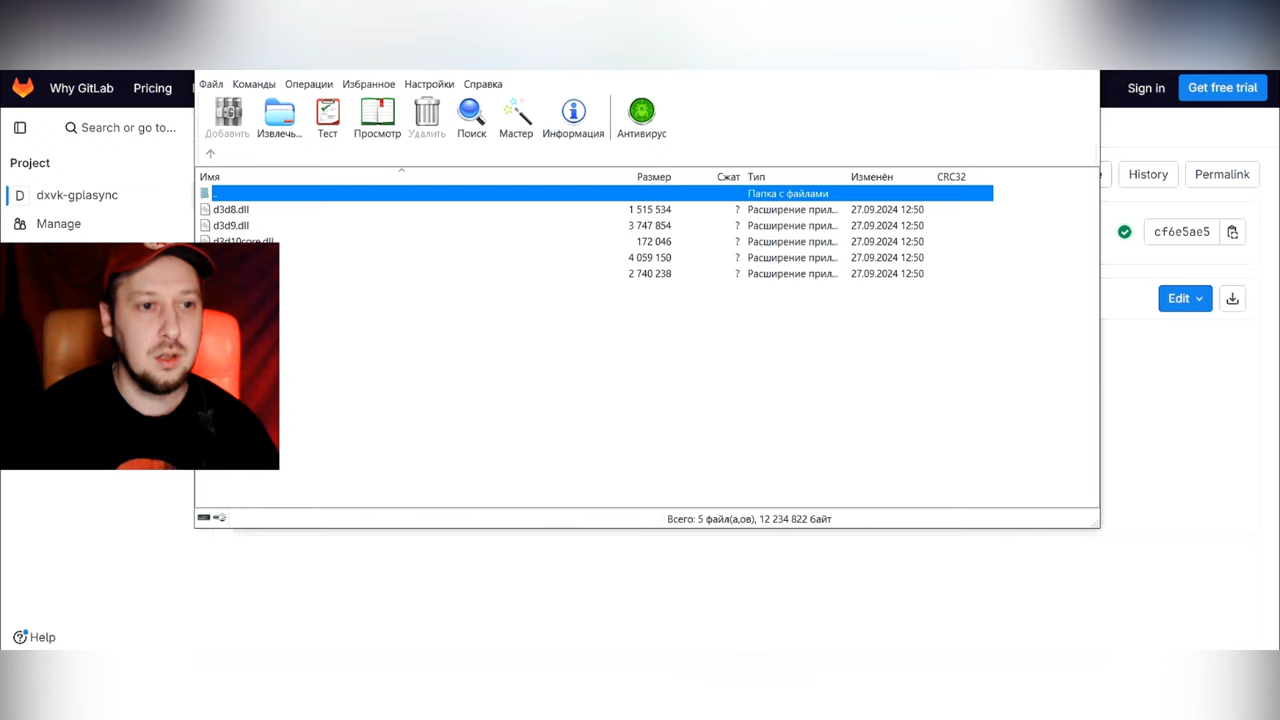 Why GitLab Pricing
Sign in Get free trial
Search or go to...
Project
dxvk-gplasync
Manage
Файл Команды Операции Избранное Настройки Справка
Добавить Извлечь... Тест Просмотр Удалить Поиск Мастер Информация Антивирус
Имя Размер Сжат Тип Изменён CRC32
.. Папка с файлами
d3d8.dll 1 515 534 ? Расширение прил... 27.09.2024 12:50
d3d9.dll 3 747 854 ? Расширение прил... 27.09.2024 12:50
d3d10core.dll 172 046 ? Расширение прил... 27.09.2024 12:50
4 059 150 ? Расширение прил... 27.09.2024 12:50
2 740 238 ? Расширение прил... 27.09.2024 12:50
Всего: 5 файл(а,ов), 12 234 822 байт
History Permalink
cf6e5ae5
Edit
Help